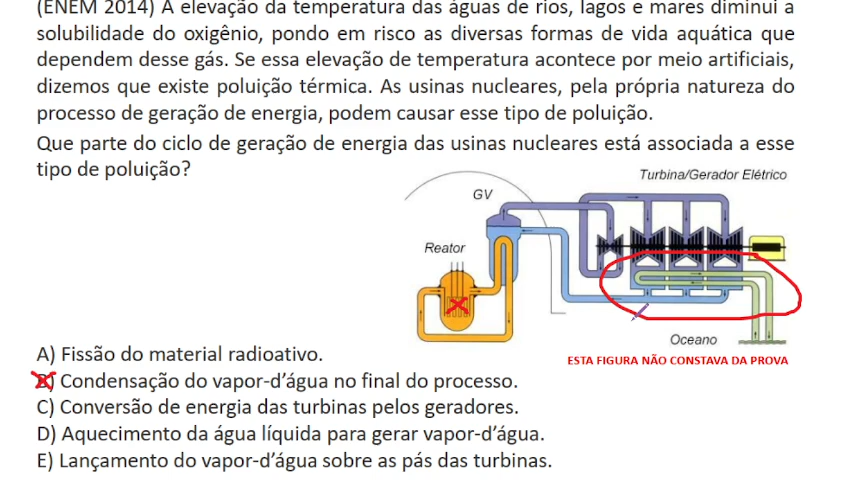 (ENEM 2014) A elevação da temperatura das águas de rios, lagos e mares diminui a
solubilidade do oxigênio, pondo em risco as diversas formas de vida aquática que
dependem desse gás. Se essa elevação de temperatura acontece por meio artificiais,
dizemos que existe poluição térmica. As usinas nucleares, pela própria natureza do
processo de geração de energia, podem causar esse tipo de poluição.
Que parte do ciclo de geração de energia das usinas nucleares está associada a esse
tipo de poluição?
Turbina/Gerador Elétrico
GV
Reator
Oceano
ESTA FIGURA NÃO CONSTAVA DA PROVA
A) Fissão do material radioativo.
B) Condensação do vapor-d’água no final do processo.
C) Conversão de energia das turbinas pelos geradores.
D) Aquecimento da água líquida para gerar vapor-d’água.
E) Lançamento do vapor-d’água sobre as pás das turbinas.